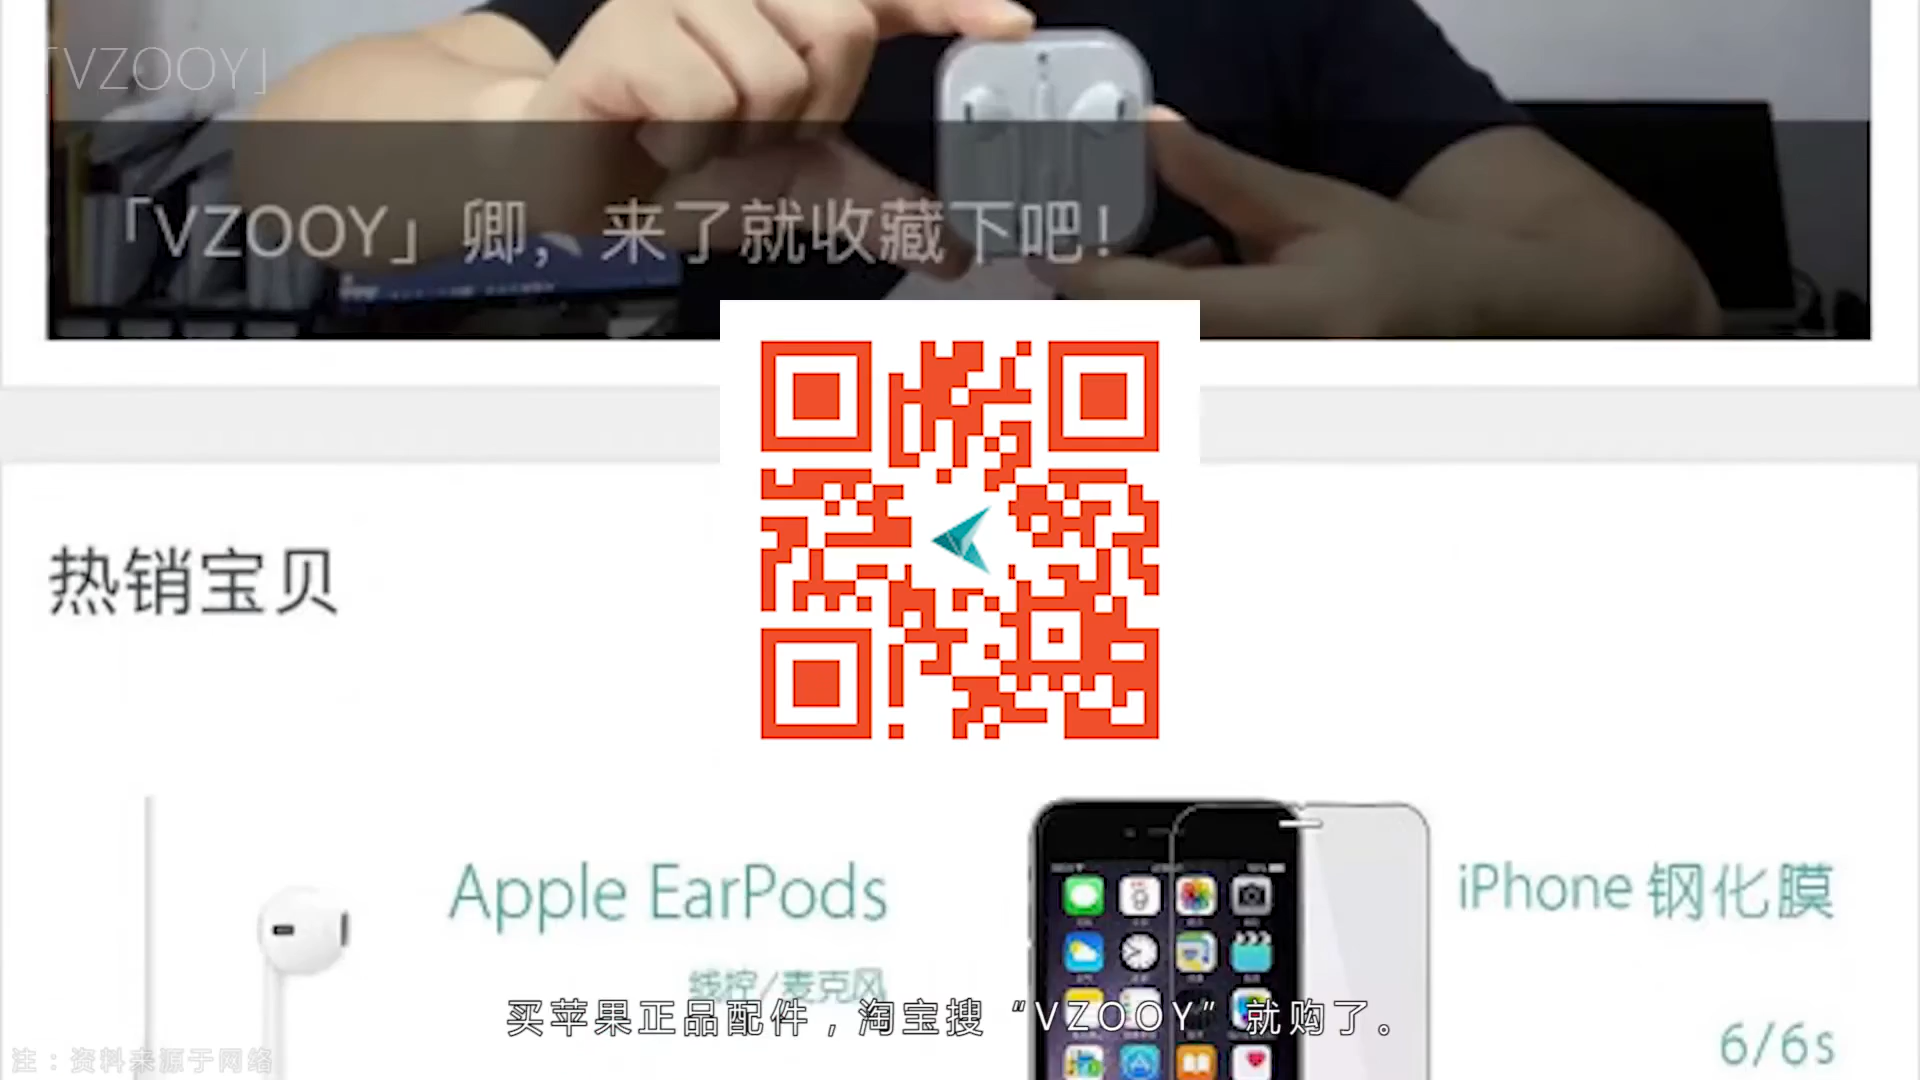 「VZOOY」
「VZOOY」卿，来了就收藏下吧！
热销宝贝
Apple EarPods
线控/麦克风
iPhone 钢化膜
6/6s
买苹果正品配件，淘宝搜“VZOOY”就购了。
注：资料来源于网络